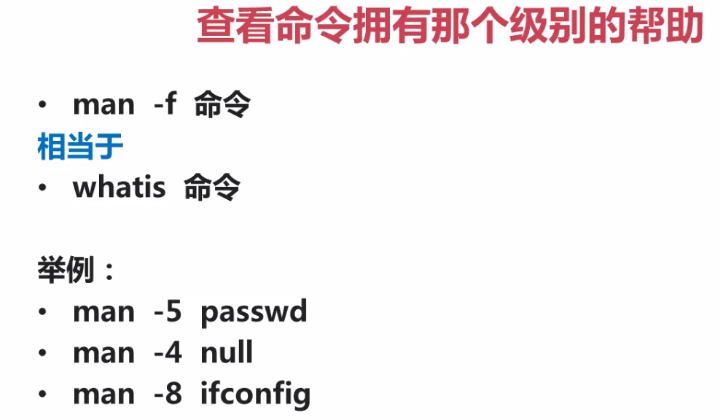 查看命令拥有那个级别的帮助
• man -f 命令
相当于
• whatis 命令
举例：
• man -5 passwd
• man -4 null
• man -8 ifconfig